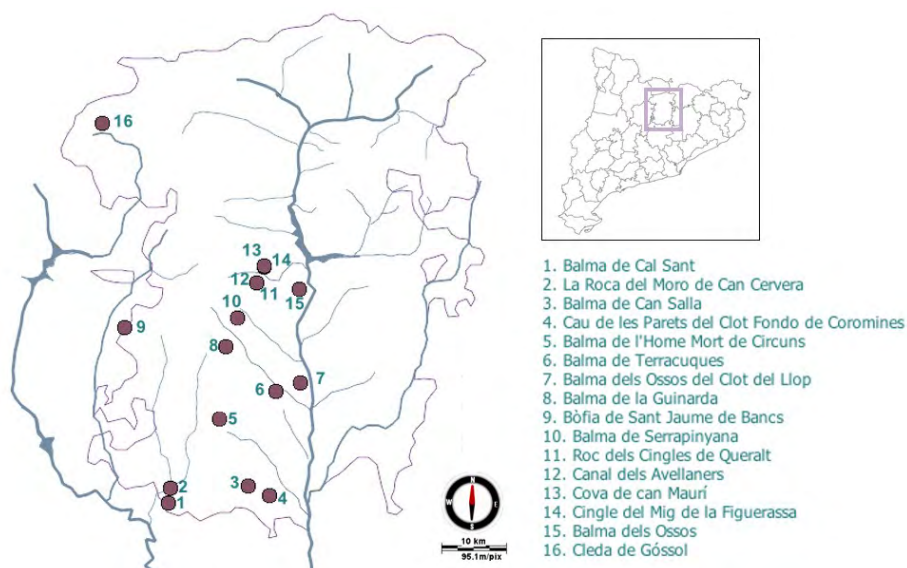 16
13
14
12
11
15
10
9
8
7
6
5
3
4
2
1
N
W
E
S
10 km
95.1m/pix
1. Balma de Cal Sant
2. La Roca del Moro de Can Cervera
3. Balma de Can Salla
4. Cau de les Parets del Clot Fondo de Coromines
5. Balma de l'Home Mort de Circuns
6. Balma de Terracuques
7. Balma dels Ossos del Clot del Llop
8. Balma de la Guinarda
9. Bòfia de Sant Jaume de Bancs
10. Balma de Serrapinyana
11. Roc dels Cingles de Queralt
12. Canal dels Avellaners
13. Cova de can Maurí
14. Cingle del Mig de la Figuerassa
15. Balma dels Ossos
16. Cleda de Góssol